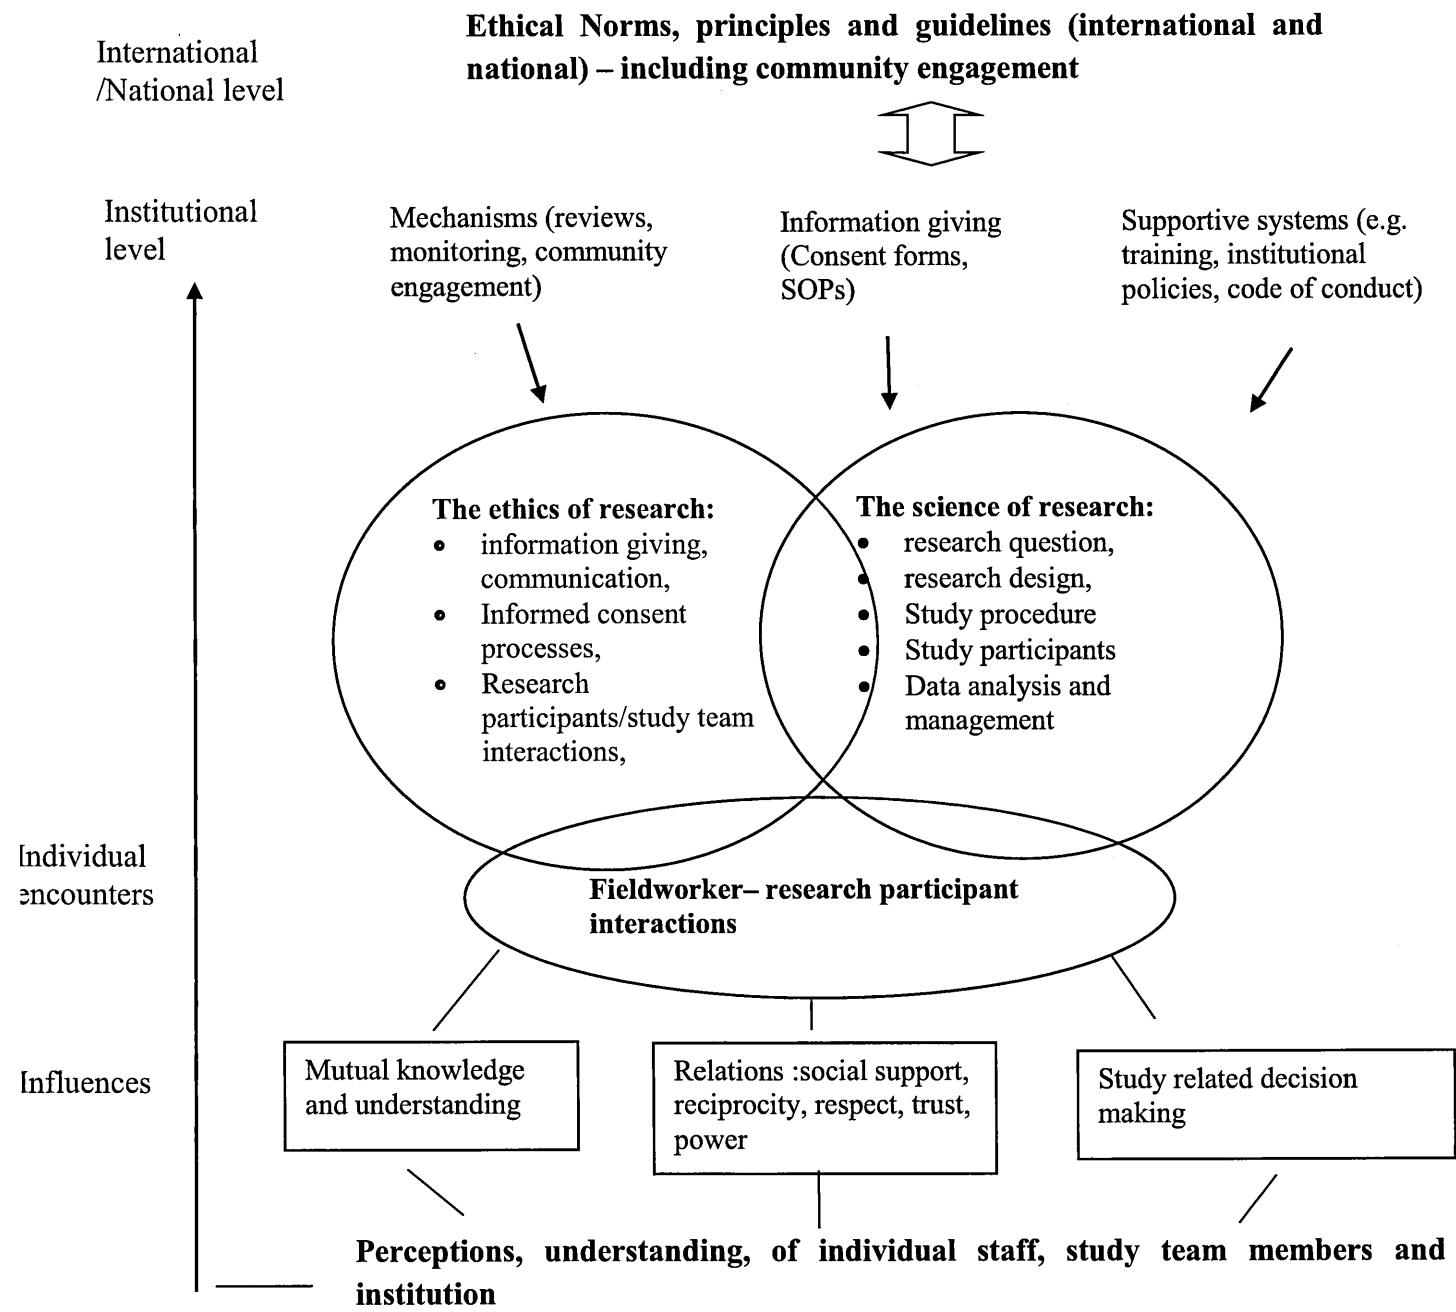 International
/National level
Ethical Norms, principles and guidelines (international and
national) – including community engagement
Institutional
level
Mechanisms (reviews,
monitoring, community
engagement)
Information giving
(Consent forms,
SOPs)
Supportive systems (e.g.
training, institutional
policies, code of conduct)
The ethics of research:
• information giving,
communication,
• Informed consent
processes,
• Research
participants/study team
interactions,
The science of research:
• research question,
• research design,
• Study procedure
• Study participants
• Data analysis and
management
Individual
encounters
Fieldworker– research participant
interactions
Influences
Mutual knowledge
and understanding
Relations :social support,
reciprocity, respect, trust,
power
Study related decision
making
Perceptions, understanding, of individual staff, study team members and
institution